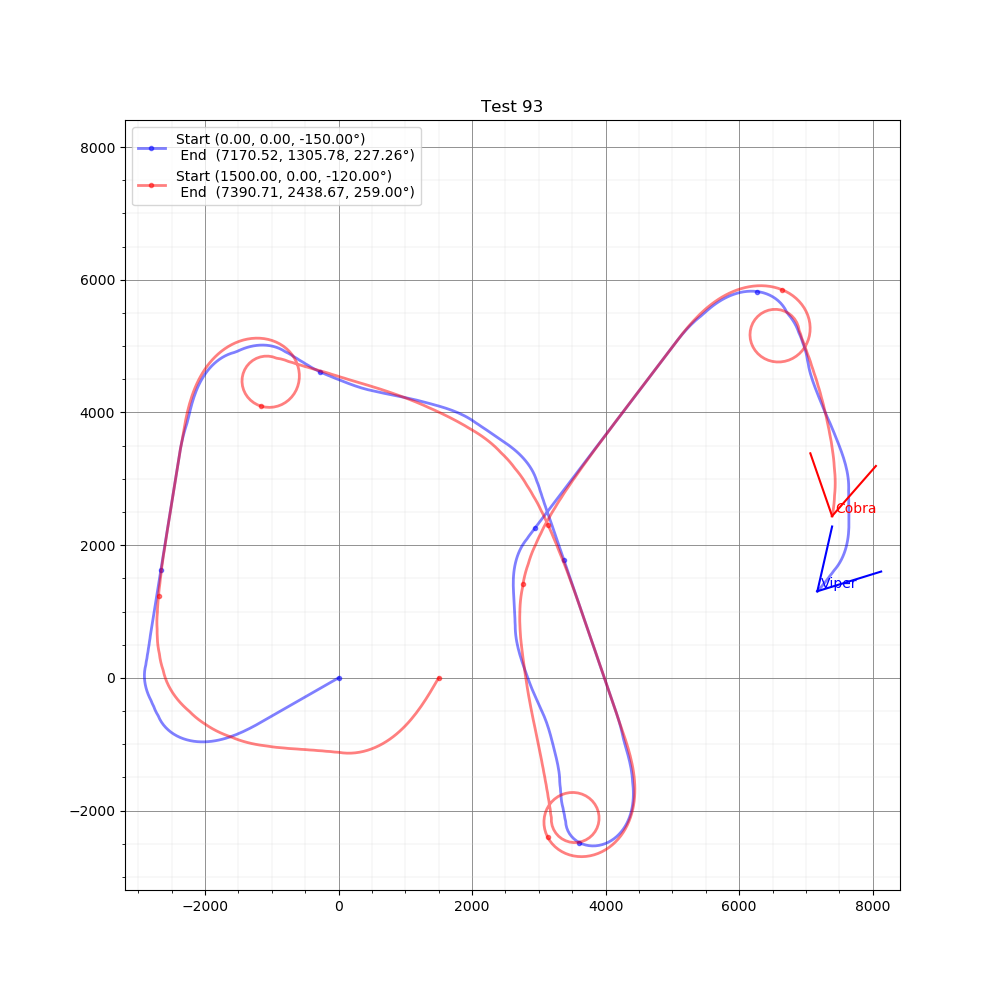 Test 93
Start (0.00, 0.00, -150.00°)
End  (7170.52, 1305.78, 227.26°)
Start (1500.00, 0.00, -120.00°)
End  (7390.71, 2438.67, 259.00°)
8000
6000
4000
2000
0
−2000
Cobra
Viper
−2000
0
2000
4000
6000
8000